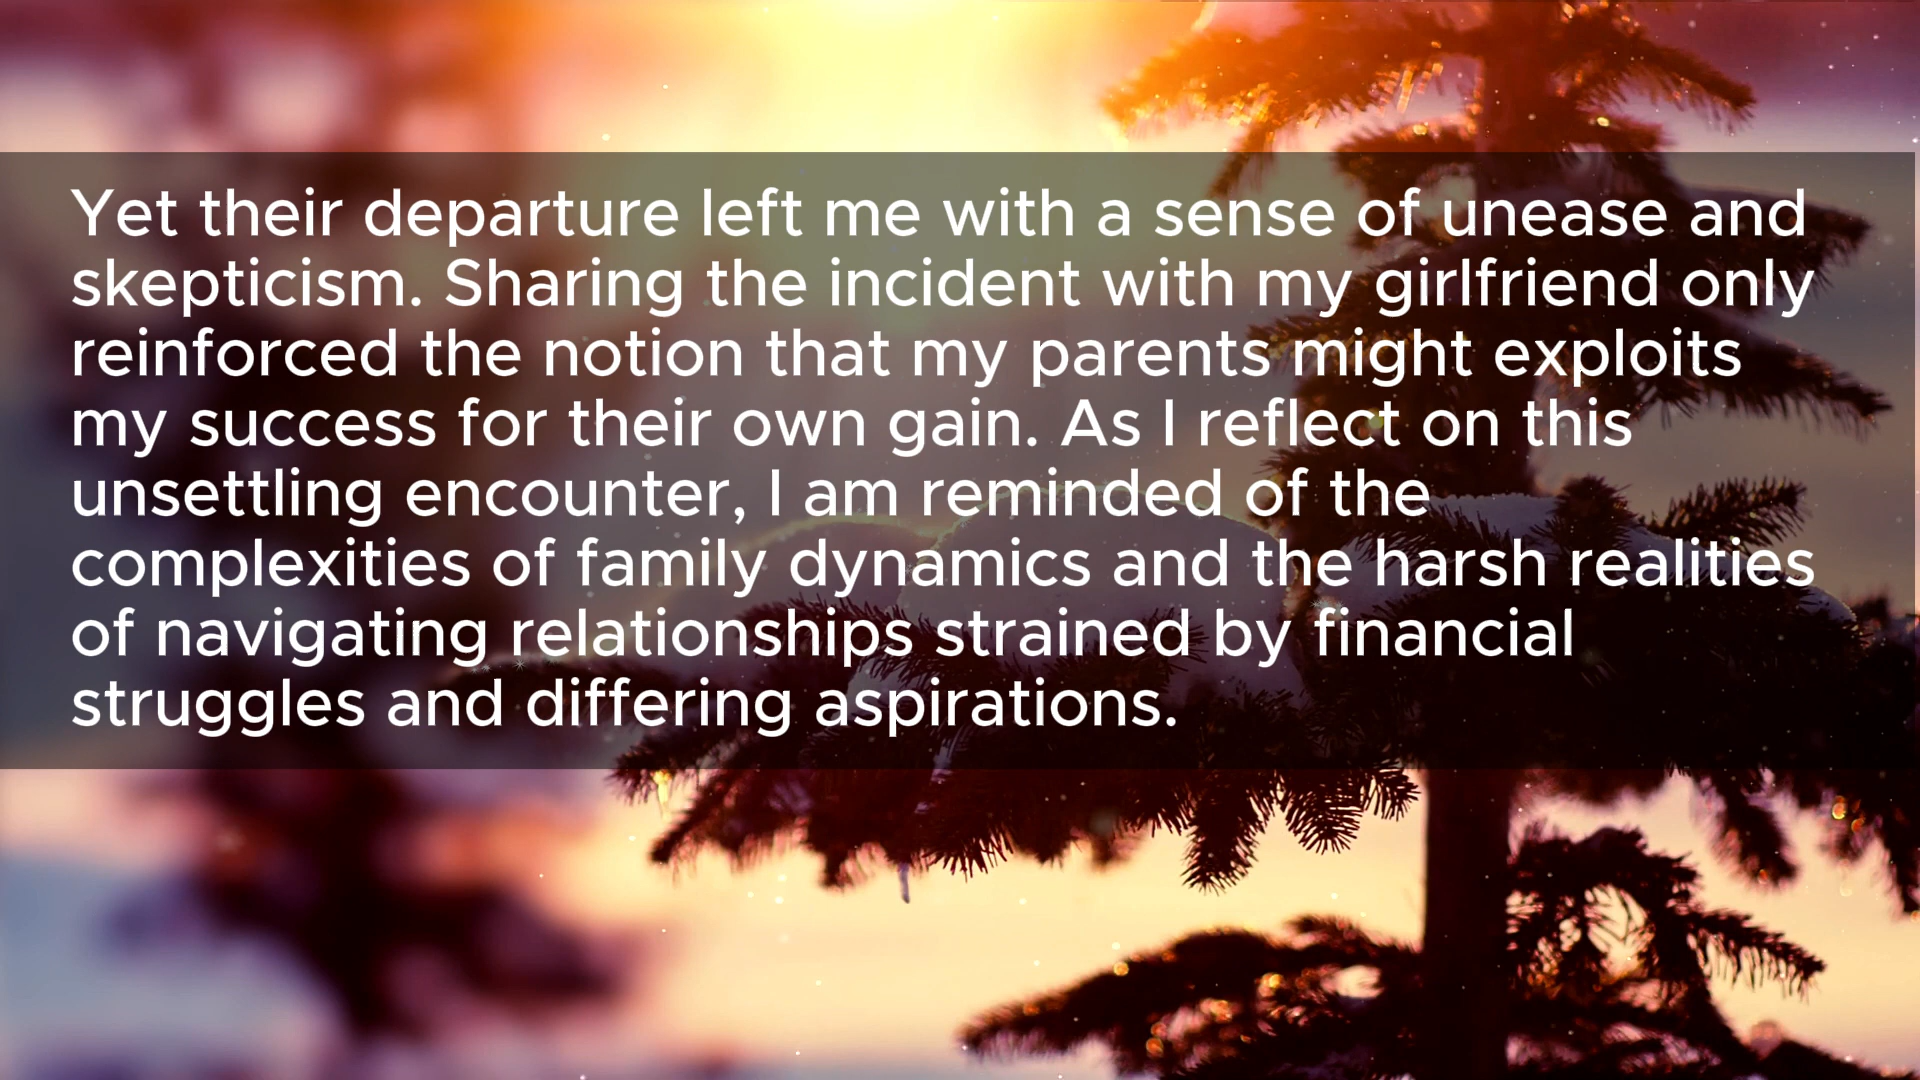 Yet their departure left me with a sense of unease and
skepticism. Sharing the incident with my girlfriend only
reinforced the notion that my parents might exploits
my success for their own gain. As I reflect on this
unsettling encounter, I am reminded of the
complexities of family dynamics and the harsh realities
of navigating relationships strained by financial
struggles and differing aspirations.